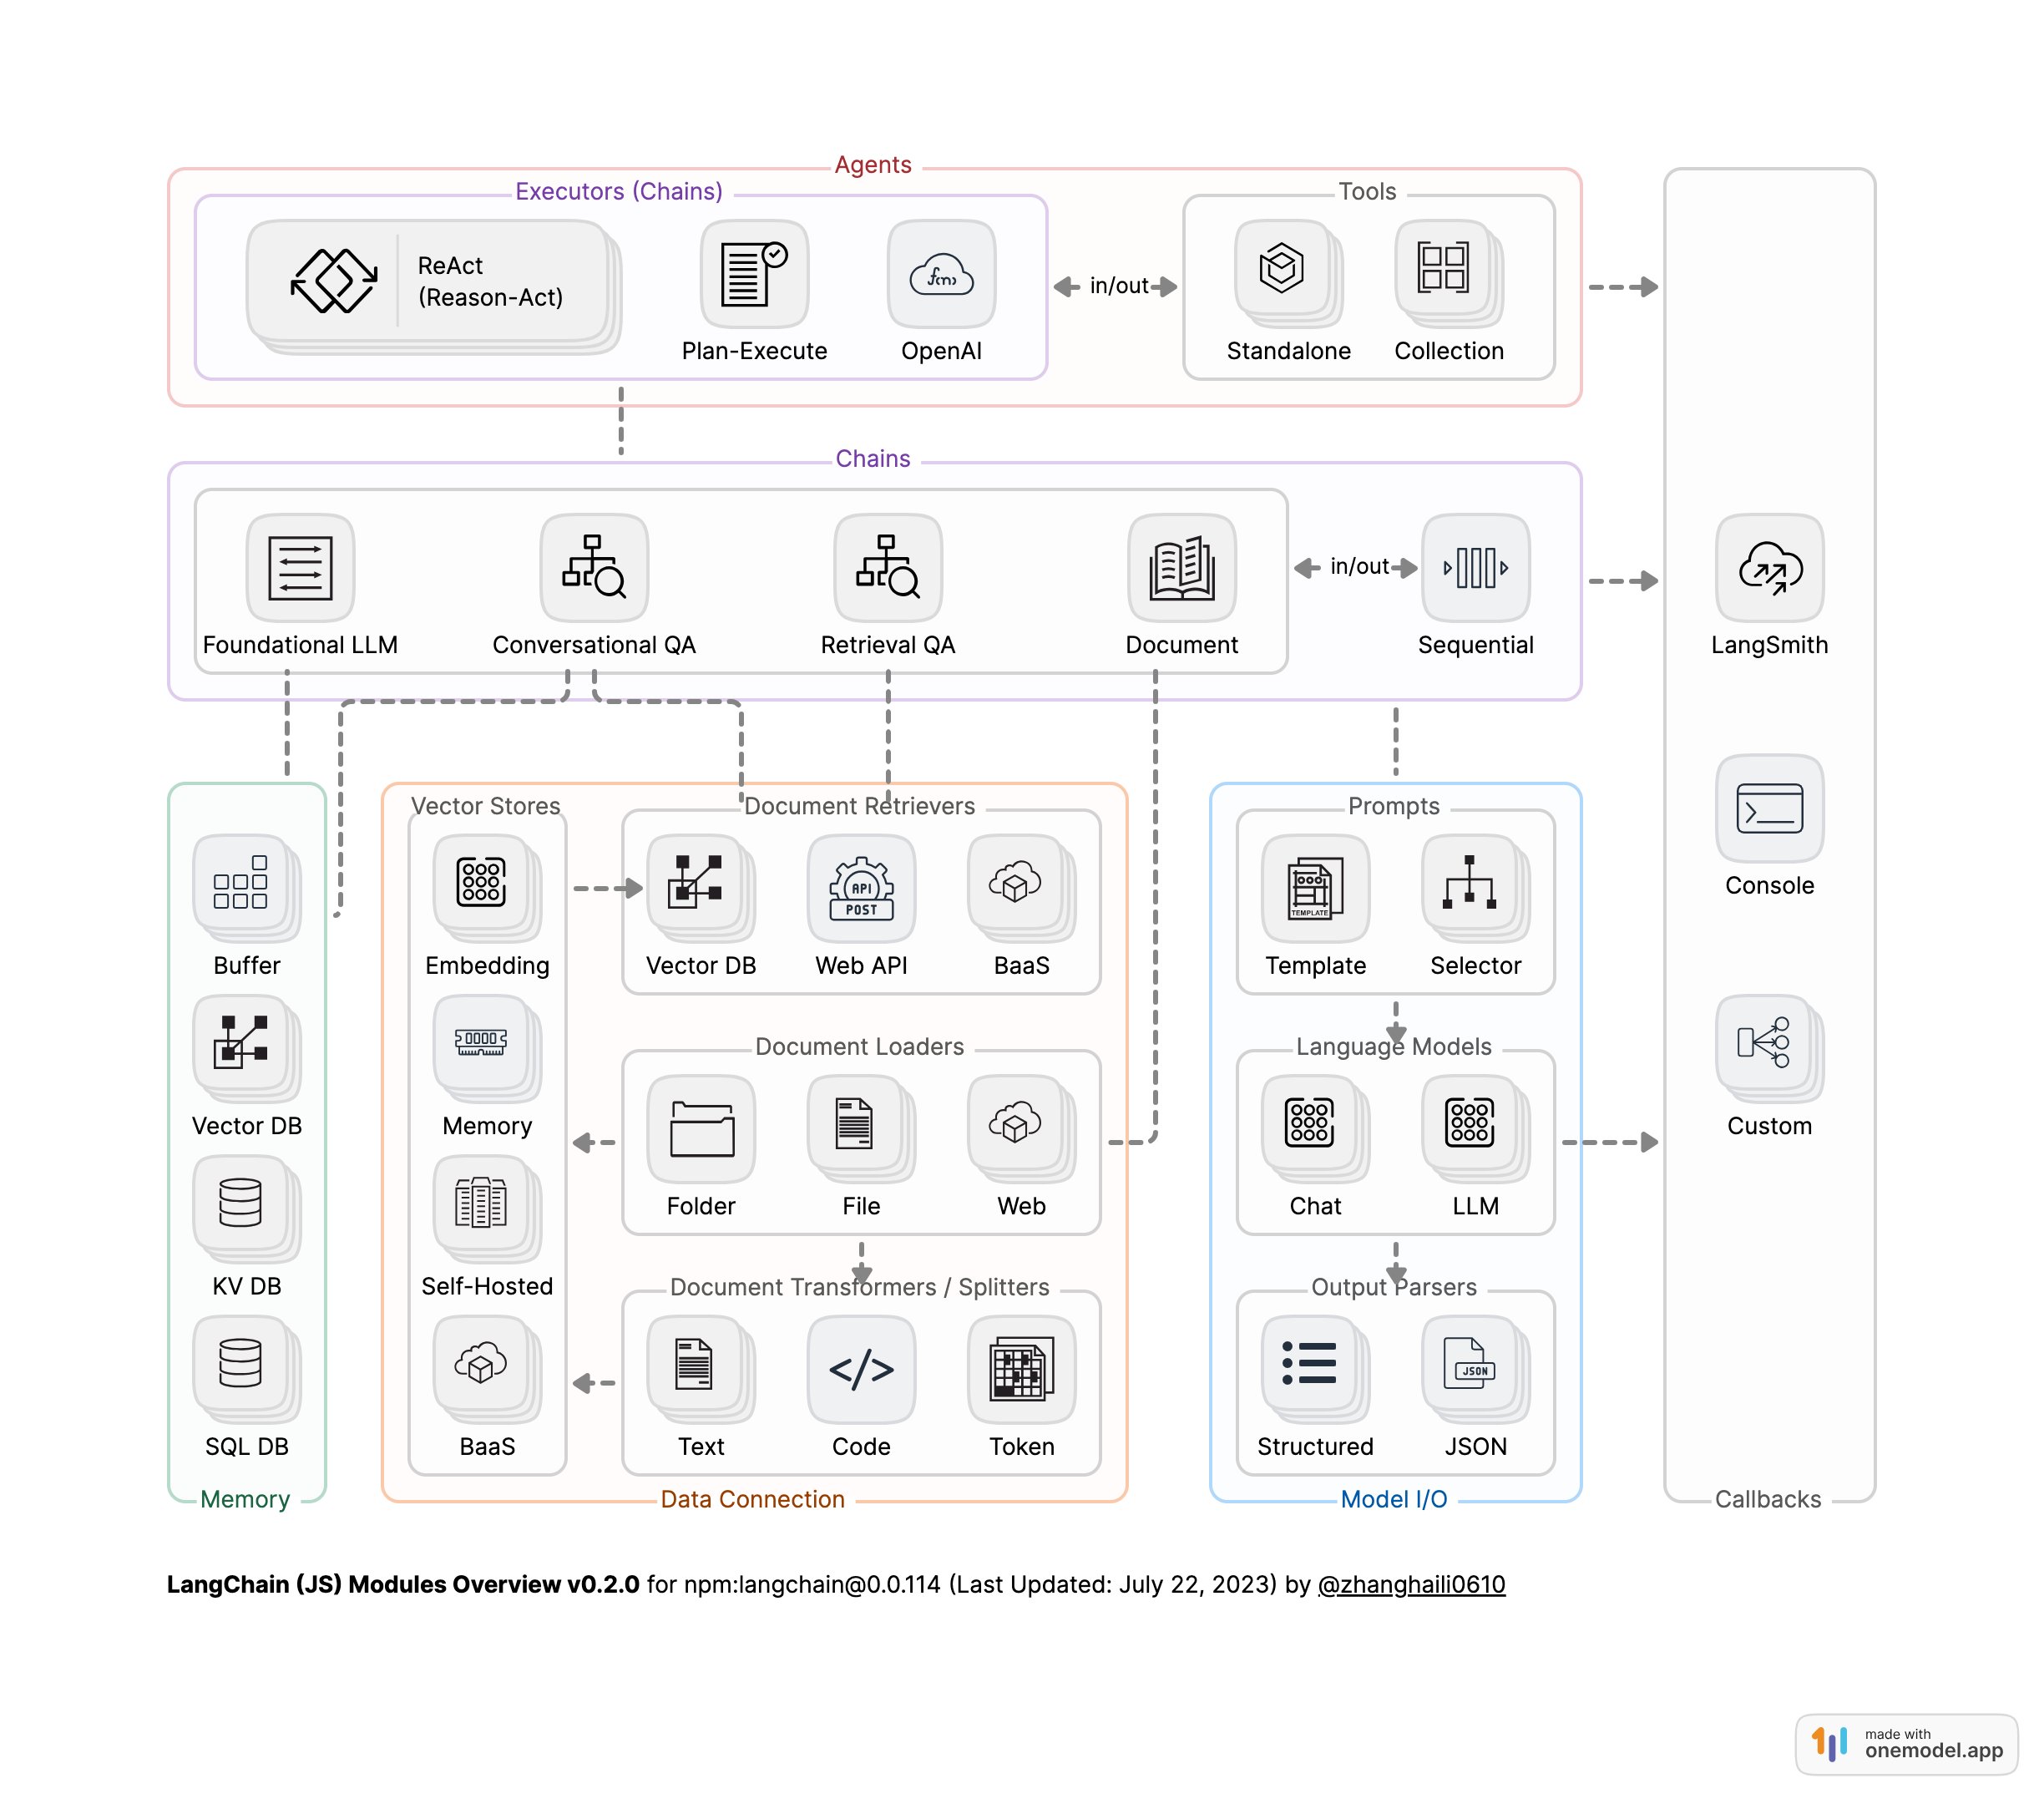 Agents
Executors (Chains)
Tools
ReAct
(Reason-Act)
Plan-Execute
f(n)
OpenAI
in/out
Standalone
Collection
Chains
Foundational LLM
Conversational QA
Retrieval QA
Document
in/out
Sequential
LangSmith
Console
Custom
Callbacks
Buffer
Vector DB
KV DB
SQL DB
Memory
Vector Stores
Embedding
Memory
Self-Hosted
BaaS
Document Retrievers
Vector DB
API
POST
Web API
BaaS
Document Loaders
Folder
File
Web
Document Transformers / Splitters
Text
</>
Code
Token
Data Connection
Prompts
TEMPLATE
Template
Selector
Language Models
Chat
LLM
Output Parsers
Structured
JSON
JSON
Model I/O
LangChain (JS) Modules Overview v0.2.0 for npm:langchain@0.0.114 (Last Updated: July 22, 2023) by @zhanghaili0610
made with
onemodel.app